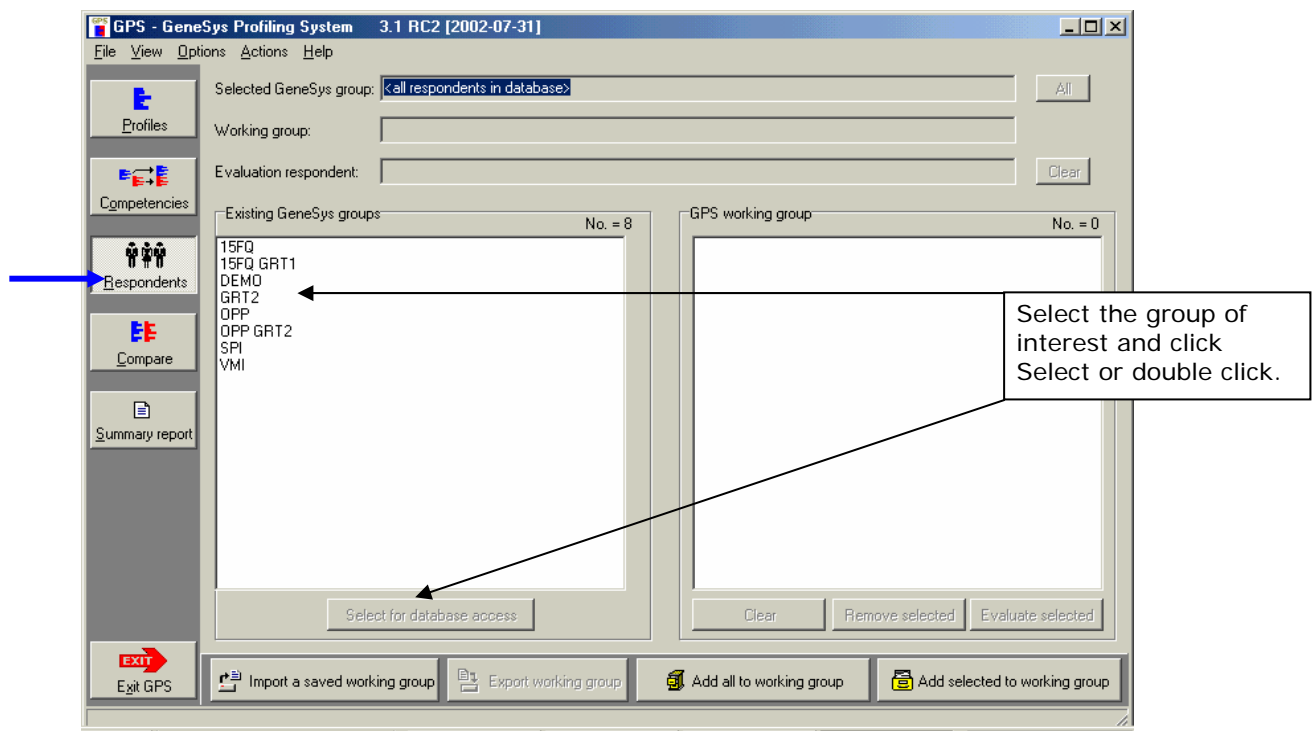 GPS - GeneSys Profiling System 3.1 RC2 [2002-07-31]
File View Options Actions Help
Profiles
Competencies
Respondents
Compare
Summary report
Exit GPS
Selected GeneSys group: <all respondents in database> All
Working group:
Evaluation respondent: Clear
Existing GeneSys groups No. = 8
15FQ
15FQ GRT1
DEMO
GRT2
OPP
OPP GRT2
SPI
VMI
Select for database access
GPS working group No. = 0
Clear Remove selected Evaluate selected
Import a saved working group Export working group Add all to working group Add selected to working group
Select the group of
interest and click
Select or double click.